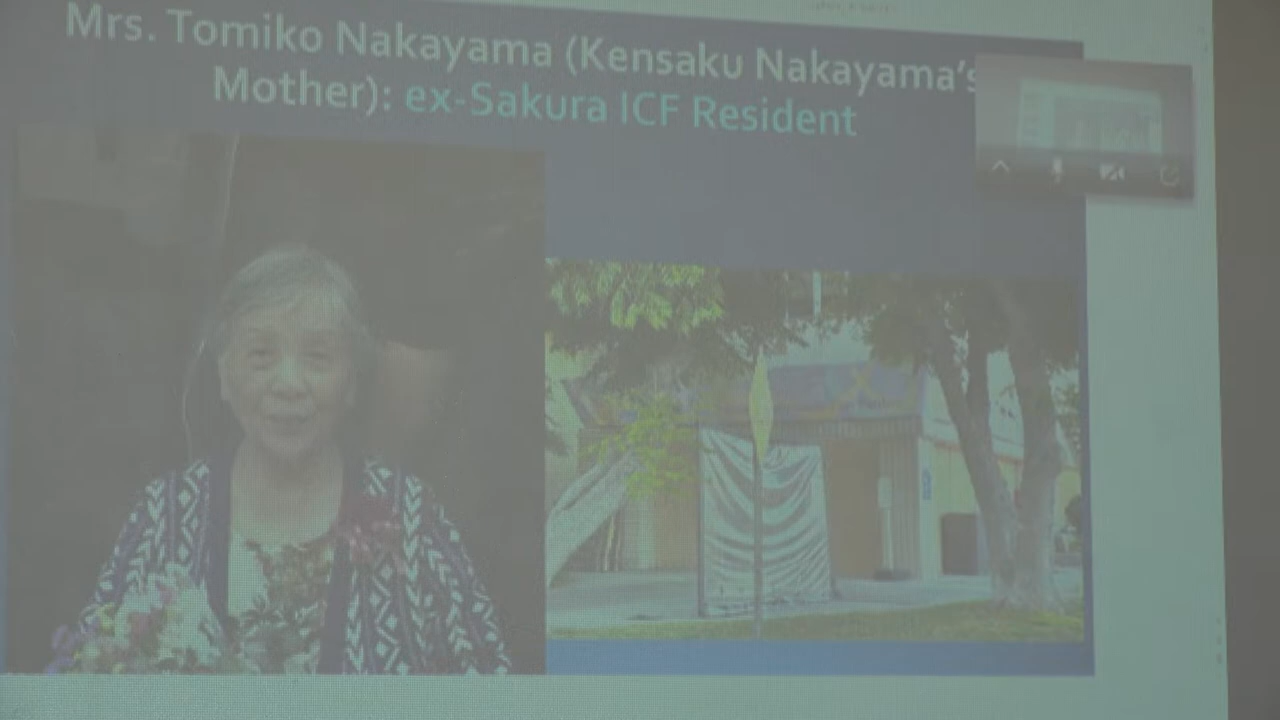 Mrs. Tomiko Nakayama (Kensaku Nakayama's
Mother): ex-Sakura ICF Resident